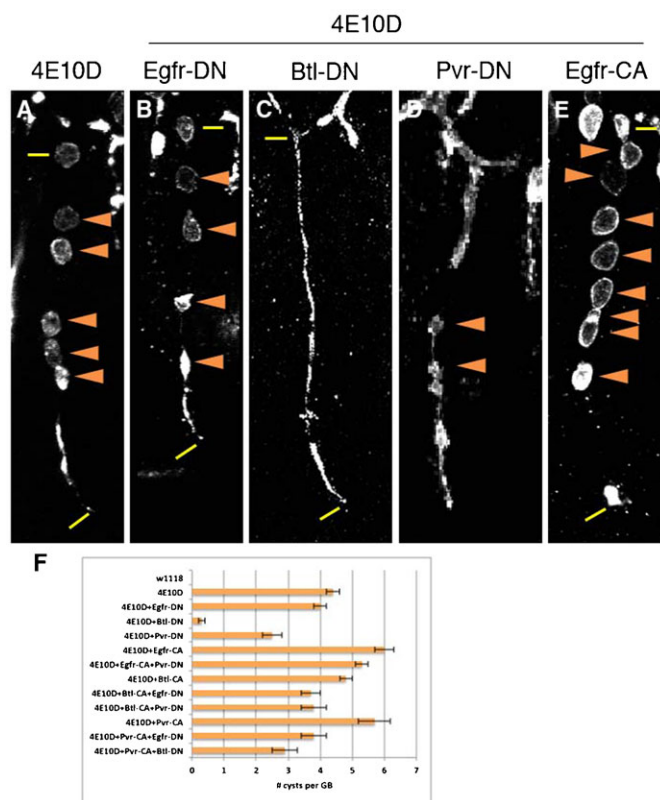 4E10D
4E10D Egfr-DN Btl-DN Pvr-DN Egfr-CA
A B C D E
F
w1118
4E10D
4E10D+Egfr-DN
4E10D+Btl-DN
4E10D+Pvr-DN
4E10D+Egfr-CA
4E10D+Egfr-CA+Pvr-DN
4E10D+Btl-CA
4E10D+Btl-CA+Egfr-DN
4E10D+Btl-CA+Pvr-DN
4E10D+Pvr-CA
4E10D+Pvr-CA+Egfr-DN
4E10D+Pvr-CA+Btl-DN
0 1 2 3 4 5 6 7
# cysts per GB